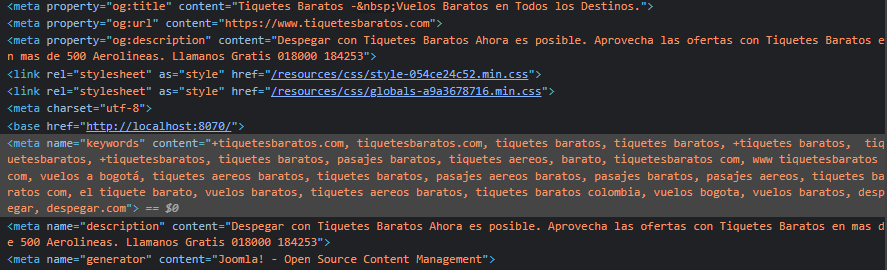 <meta property="og:title" content="Tiquetes Baratos -&nbsp;Vuelos Baratos en Todos los Destinos.">
<meta property="og:url" content="https://www.tiquetesbaratos.com">
<meta property="og:description" content="Despegar con Tiquetes Baratos Ahora es posible. Aprovecha las ofertas con Tiquetes Baratos e
n mas de 500 Aerolineas. Llamanos Gratis 018000 184253">
<link rel="stylesheet" as="style" href="/resources/css/style-054ce24c52.min.css">
<link rel="stylesheet" as="style" href="/resources/css/globals-a9a3678716.min.css">
<meta charset="utf-8">
<base href="http://localhost:8070/">
<meta name="keywords" content="+tiquetesbaratos.com, tiquetesbaratos.com, tiquetes baratos, tiquetes baratos, +tiquetes baratos,  tiq
uetesbaratos, +tiquetesbaratos, tiquetes baratos, pasajes baratos, tiquetes aereos, barato, tiquetesbaratos com, www tiquetesbaratos
com, vuelos a bogotá, tiquetes aereos baratos, tiquetes baratos, pasajes aereos baratos, pasajes baratos, pasajes aereos, tiquetes ba
ratos com, el tiquete barato, vuelos baratos, tiquetes aereos baratos, tiquetes baratos colombia, vuelos bogota, vuelos baratos, desp
egar, despegar.com"> == $0
<meta name="description" content="Despegar con Tiquetes Baratos Ahora es posible. Aprovecha las ofertas con Tiquetes Baratos en mas d
e 500 Aerolineas. Llamanos Gratis 018000 184253">
<meta name="generator" content="Joomla! - Open Source Content Management">